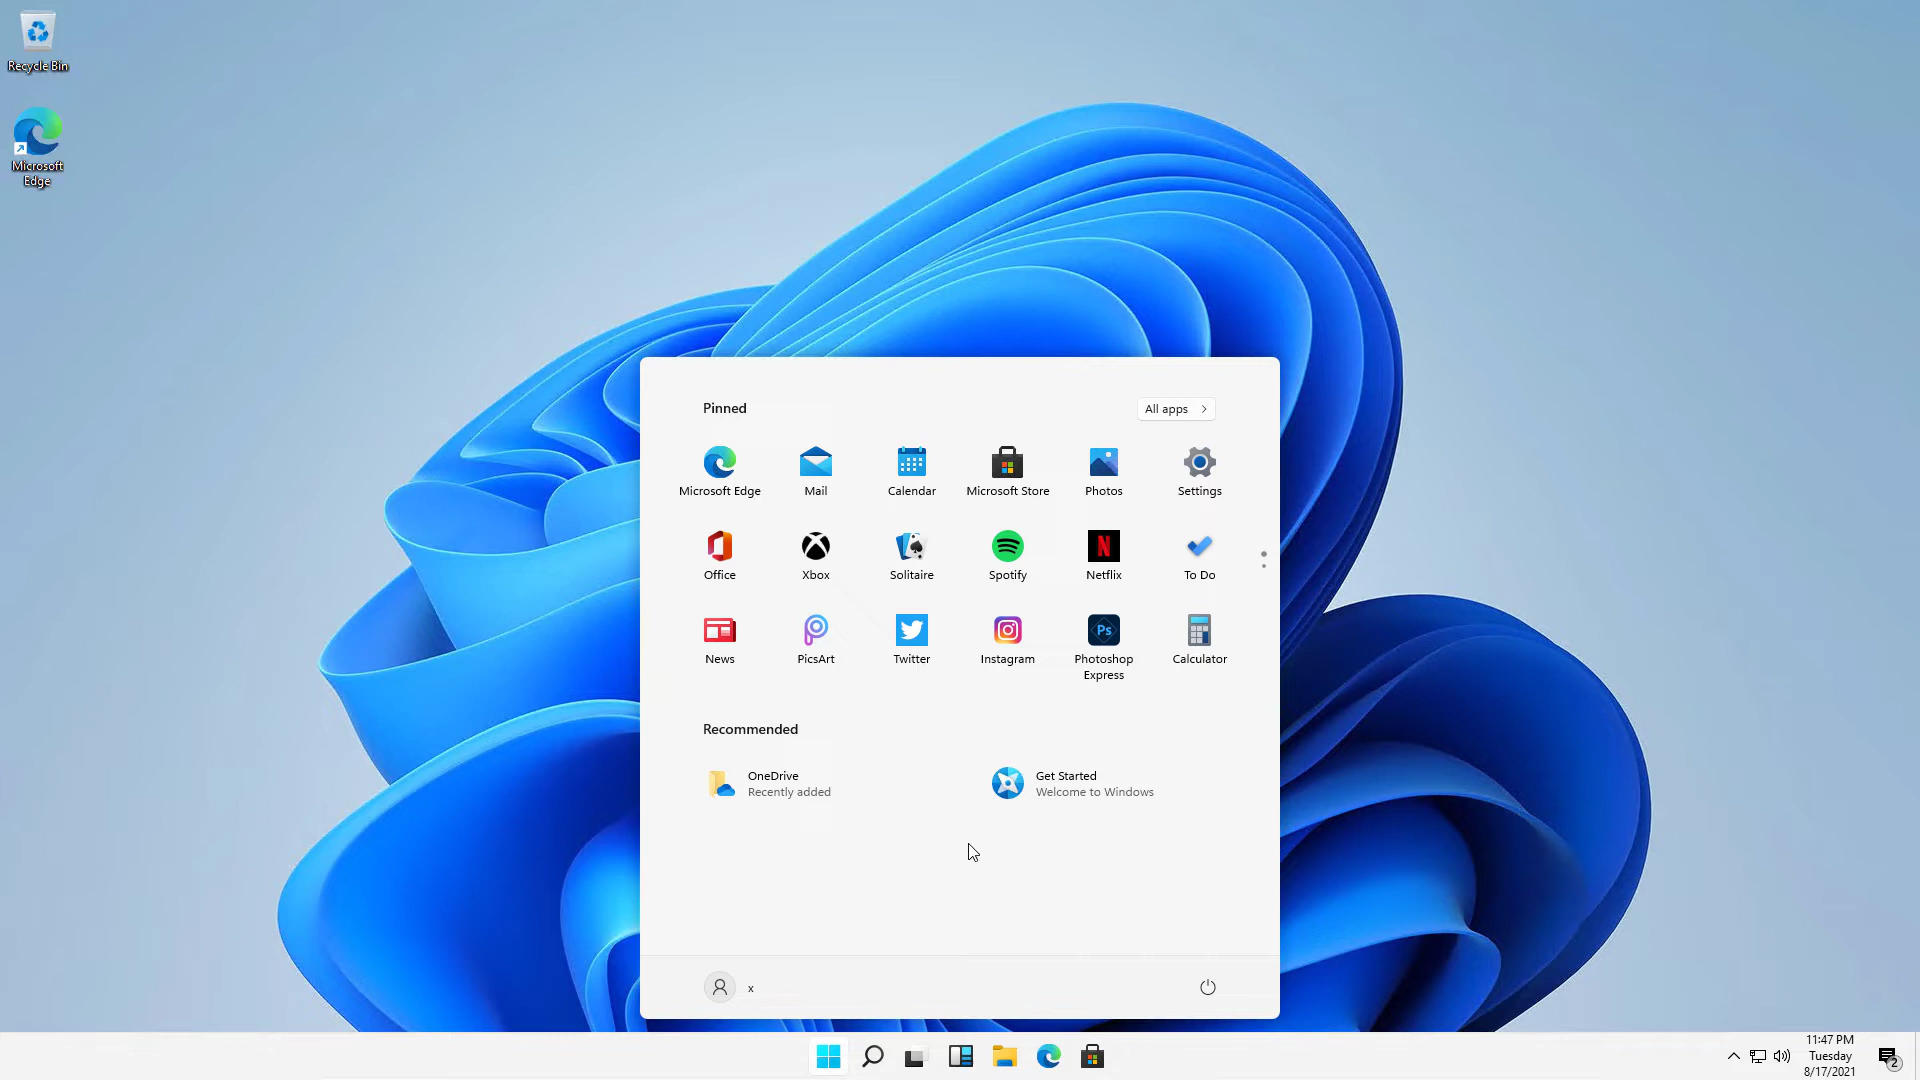 Recycle Bin
Microsoft
Edge
Pinned
All apps
Microsoft Edge
Mail
Calendar
Microsoft Store
Photos
Settings
Office
Xbox
Solitaire
Spotify
Netflix
To Do
News
PicsArt
Twitter
Instagram
Ps
Photoshop
Express
Calculator
Recommended
OneDrive
Recently added
Get Started
Welcome to Windows
x
11:47 PM
Tuesday
8/17/2021
2